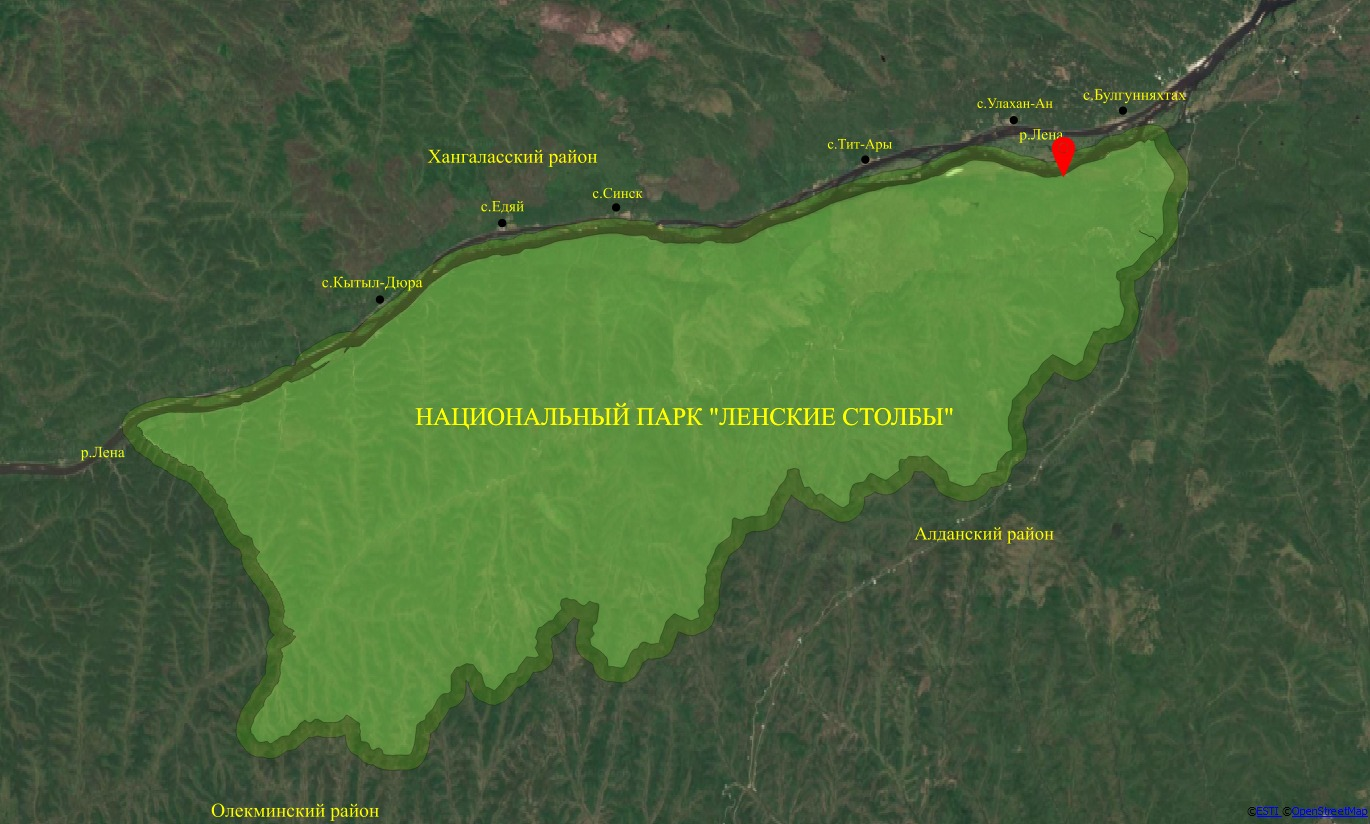 с.Булгунняхтах
с.Улахан-Ан
р.Лена
с.Тит-Ары
Хангаласский район
с.Синск
с.Едяй
с.Кытыл-Дюра
НАЦИОНАЛЬНЫЙ ПАРК "ЛЕНСКИЕ СТОЛБЫ"
р.Лена
Алданский район
Олекминский район
©ESTI ©OpenStreetMap